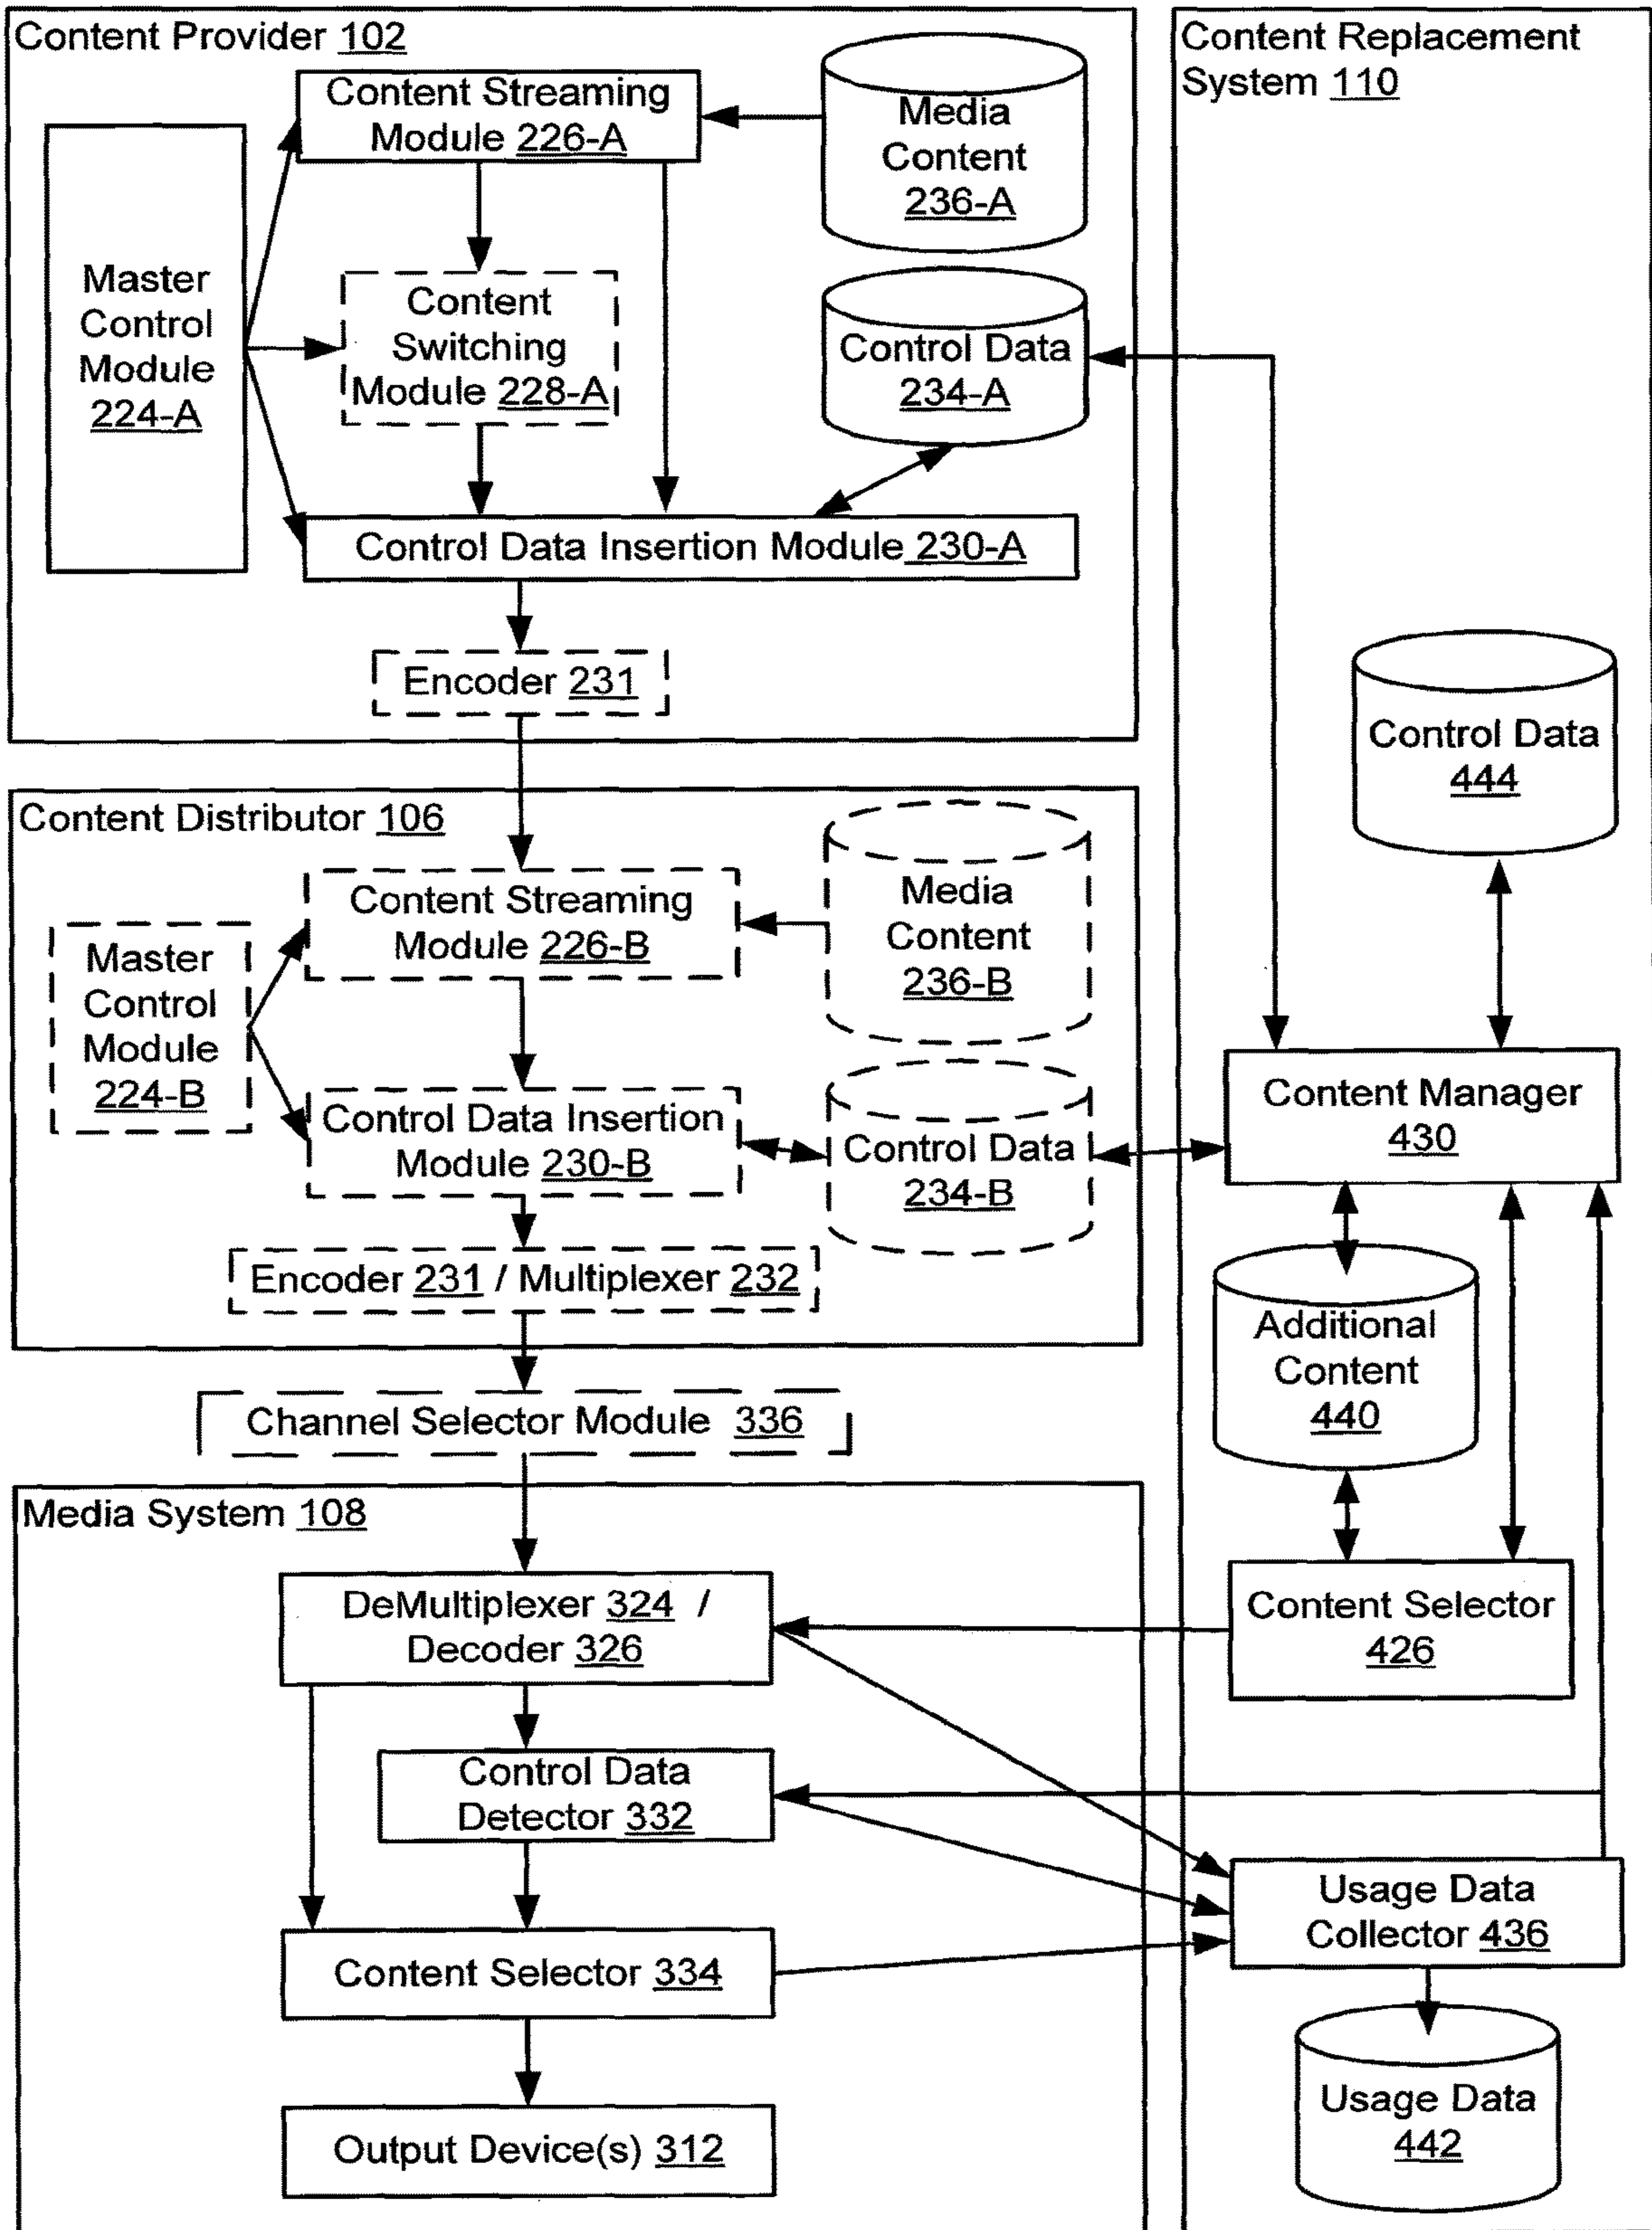 Content Provider 102
Content Streaming
Module 226-A
Media
Content
236-A
Master
Control
Module
224-A
Content
Switching
Module 228-A
Control Data
234-A
Control Data Insertion Module 230-A
Encoder 231
Content Distributor 106
Content Streaming
Module 226-B
Media
Content
236-B
Master
Control
Module
224-B
Control Data Insertion
Module 230-B
Control Data
234-B
Encoder 231 / Multiplexer 232
Channel Selector Module 336
Media System 108
DeMultiplexer 324 /
Decoder 326
Control Data
Detector 332
Content Selector 334
Output Device(s) 312
Content Replacement
System 110
Control Data
444
Content Manager
430
Additional
Content
440
Content Selector
426
Usage Data
Collector 436
Usage Data
442